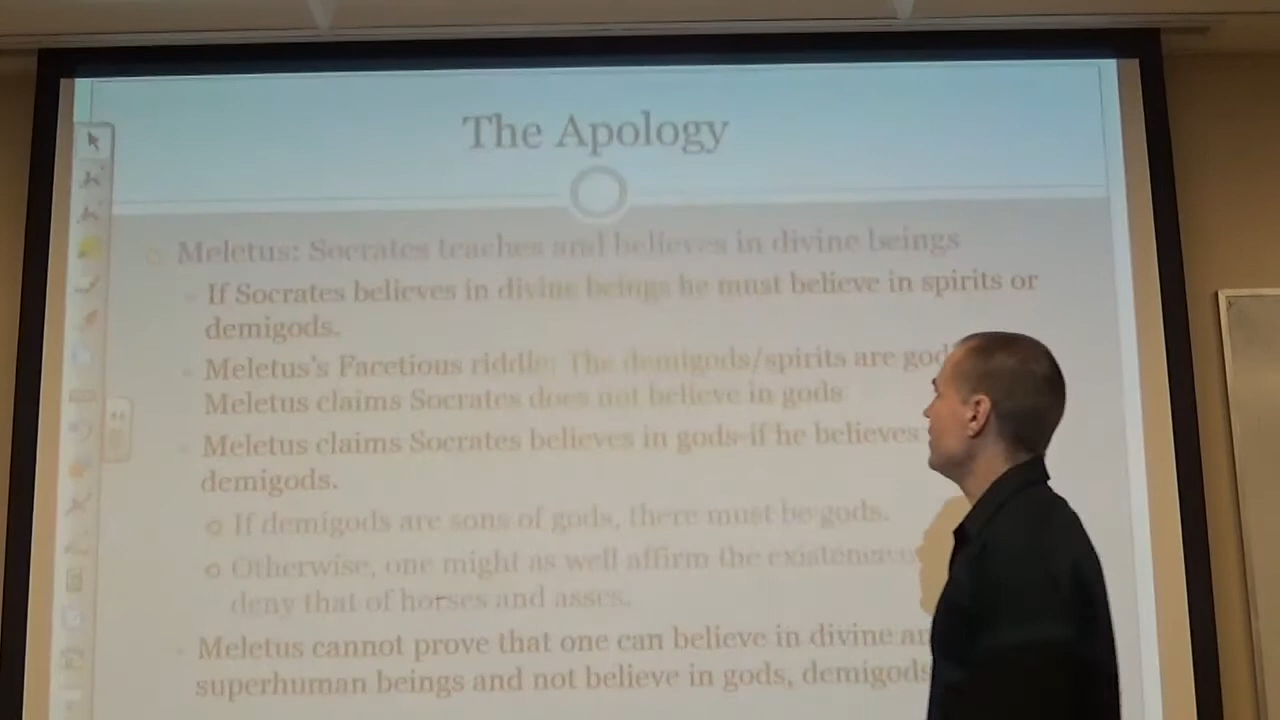 The Apology
Meletus: Socrates teaches and believes in divine beings
If Socrates believes in divine beings he must believe in spirits or
demigods.
Meletus's Facetious riddle: The demigods/spirits are god
Meletus claims Socrates does not believe in gods
Meletus claims Socrates believes in gods-if he believes
demigods.
If demigods are sons of gods, there must be gods.
Otherwise, one might as well affirm the
deny that of horses and asses.
Meletus cannot prove that one can believe in divine
superhuman beings and not believe in gods, demigods